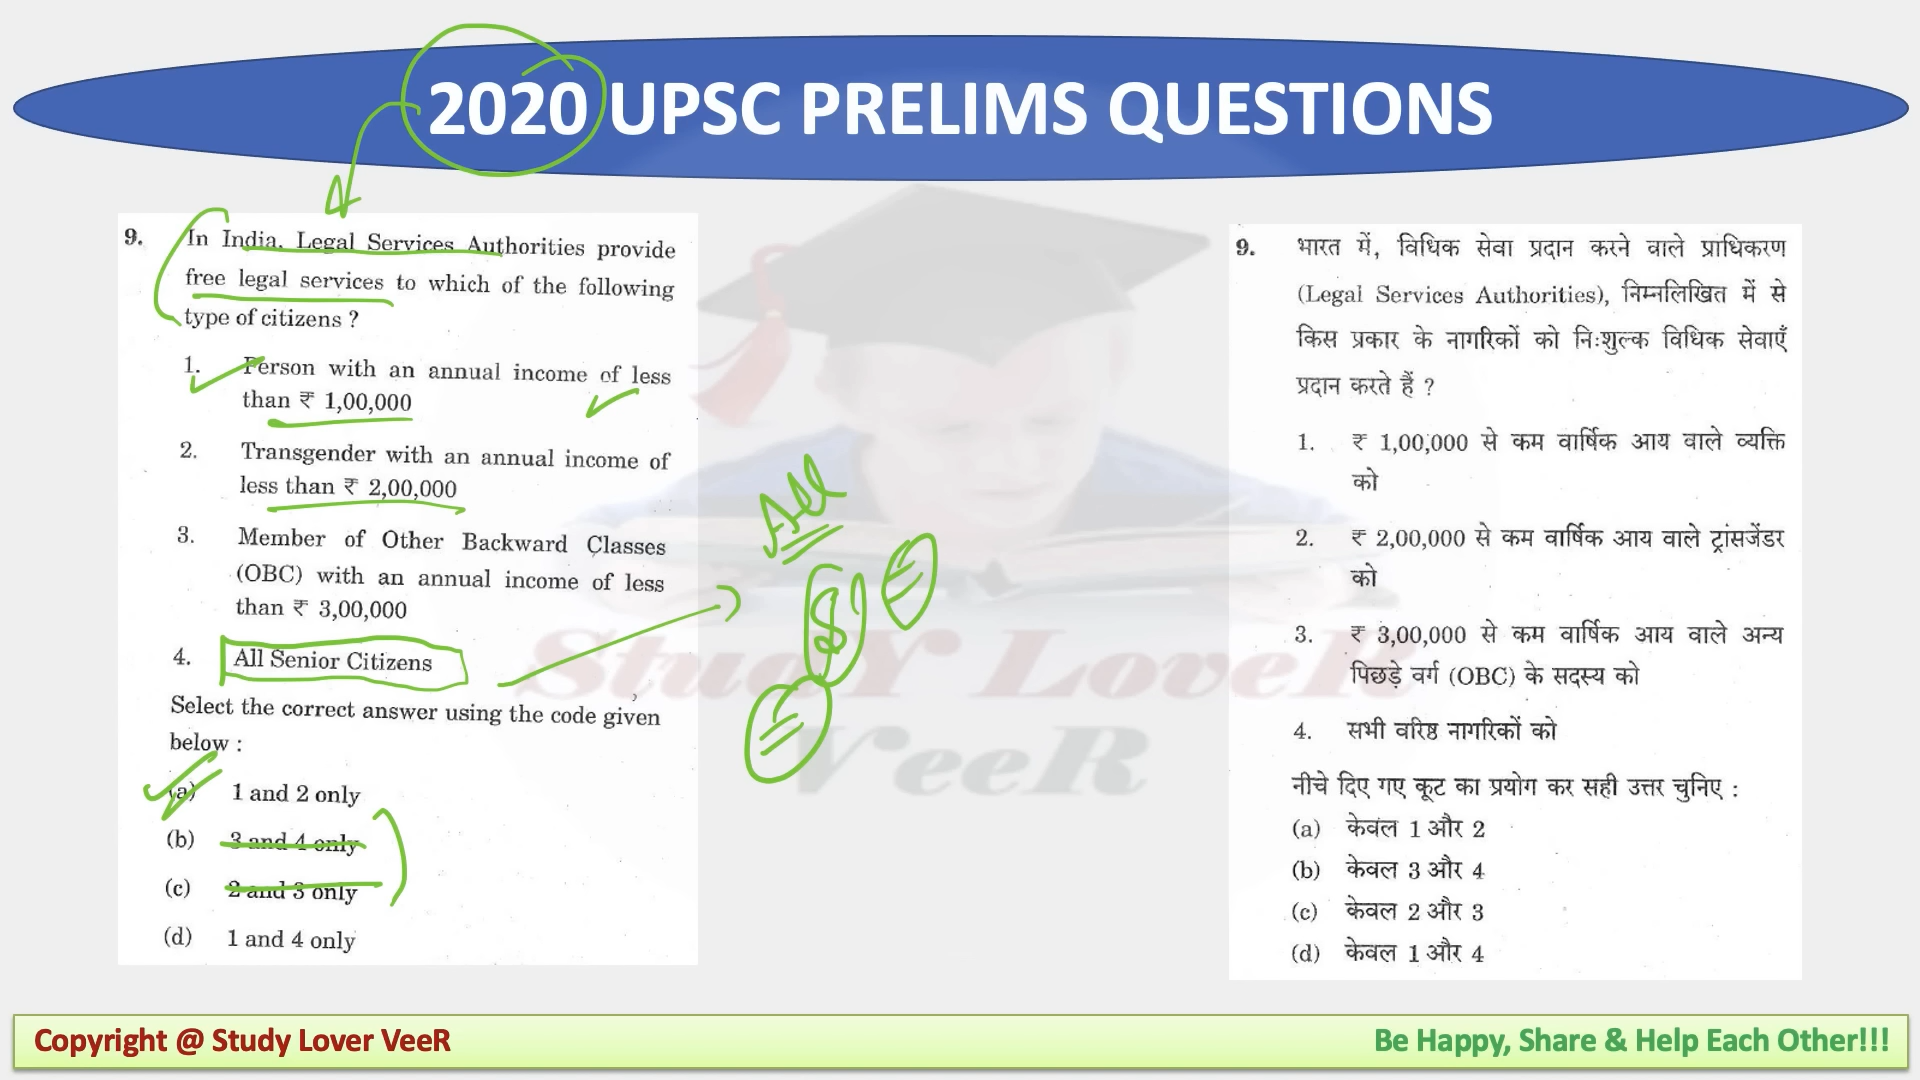 2020 UPSC PRELIMS QUESTIONS
9. In India, Legal Services Authorities provide
free legal services to which of the following
type of citizens ?
1. Person with an annual income of less
than ₹ 1,00,000
2. Transgender with an annual income of
less than ₹ 2,00,000
3. Member of Other Backward Classes
(OBC) with an annual income of less
than ₹ 3,00,000
4. All Senior Citizens
Select the correct answer using the code given
below :
(a) 1 and 2 only
(b) 3 and 4 only
(c) 2 and 3 only
(d) 1 and 4 only
All
$
StudY LoveR
VeeR
9. भारत में, विधिक सेवा प्रदान करने वाले प्राधिकरण
(Legal Services Authorities), निम्नलिखित में से
किस प्रकार के नागरिकों को निःशुल्क विधिक सेवाएँ
प्रदान करते हैं ?
1. ₹ 1,00,000 से कम वार्षिक आय वाले व्यक्ति
को
2. ₹ 2,00,000 से कम वार्षिक आय वाले ट्रांसजेंडर
को
3. ₹ 3,00,000 से कम वार्षिक आय वाले अन्य
पिछड़े वर्ग (OBC) के सदस्य को
4. सभी वरिष्ठ नागरिकों को
नीचे दिए गए कूट का प्रयोग कर सही उत्तर चुनिए :
(a) केवल 1 और 2
(b) केवल 3 और 4
(c) केवल 2 और 3
(d) केवल 1 और 4
Copyright @ Study Lover VeeR
Be Happy, Share & Help Each Other!!!